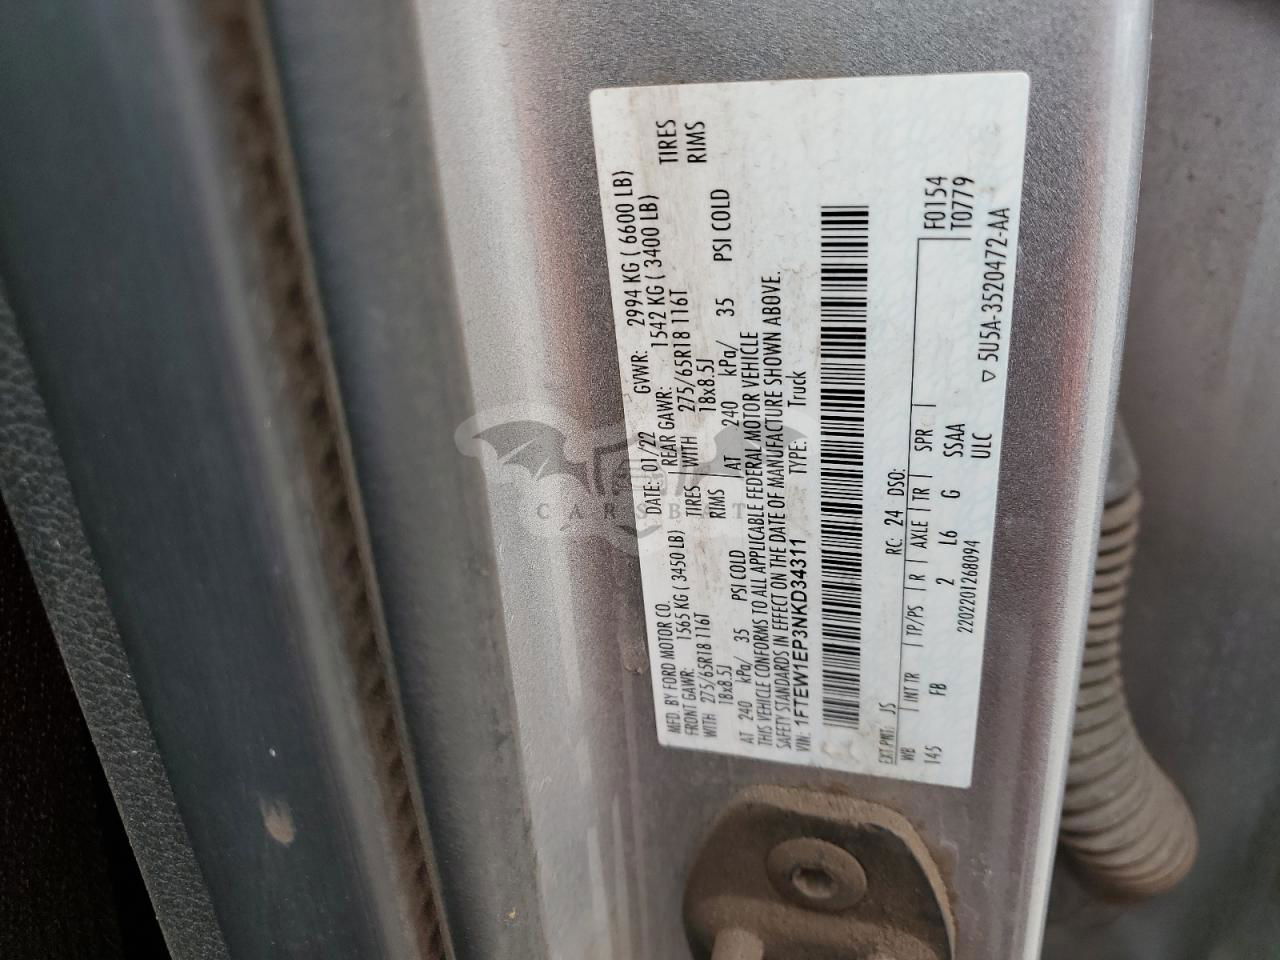 MFD. BY FORD MOTOR CO. DATE: 01/22 GVWR: 2994 KG ( 6600 LB)
FRONT GAWR: 1565 KG ( 3450 LB) REAR GAWR: 1542 KG ( 3400 LB)
WITH 275/65R18 116T TIRES WITH 275/65R18 116T TIRES
18x8.5J RIMS 18x8.5J RIMS
AT 240 kPa/ 35 PSI COLD AT 240 kPa/ 35 PSI COLD
THIS VEHICLE CONFORMS TO ALL APPLICABLE FEDERAL MOTOR VEHICLE
SAFETY STANDARDS IN EFFECT ON THE DATE OF MANUFACTURE SHOWN ABOVE.
VIN: 1FTEW1EP3NKD34311 TYPE: Truck
EXT PNT: JS RC: 24 DSO:
WB INT TR TP/PS R AXLE TR SPR F0154
145 FB 2 L6 G SSAA T0779
2202201268094 ULC
5U5A-3520472-AA
CARSBAT